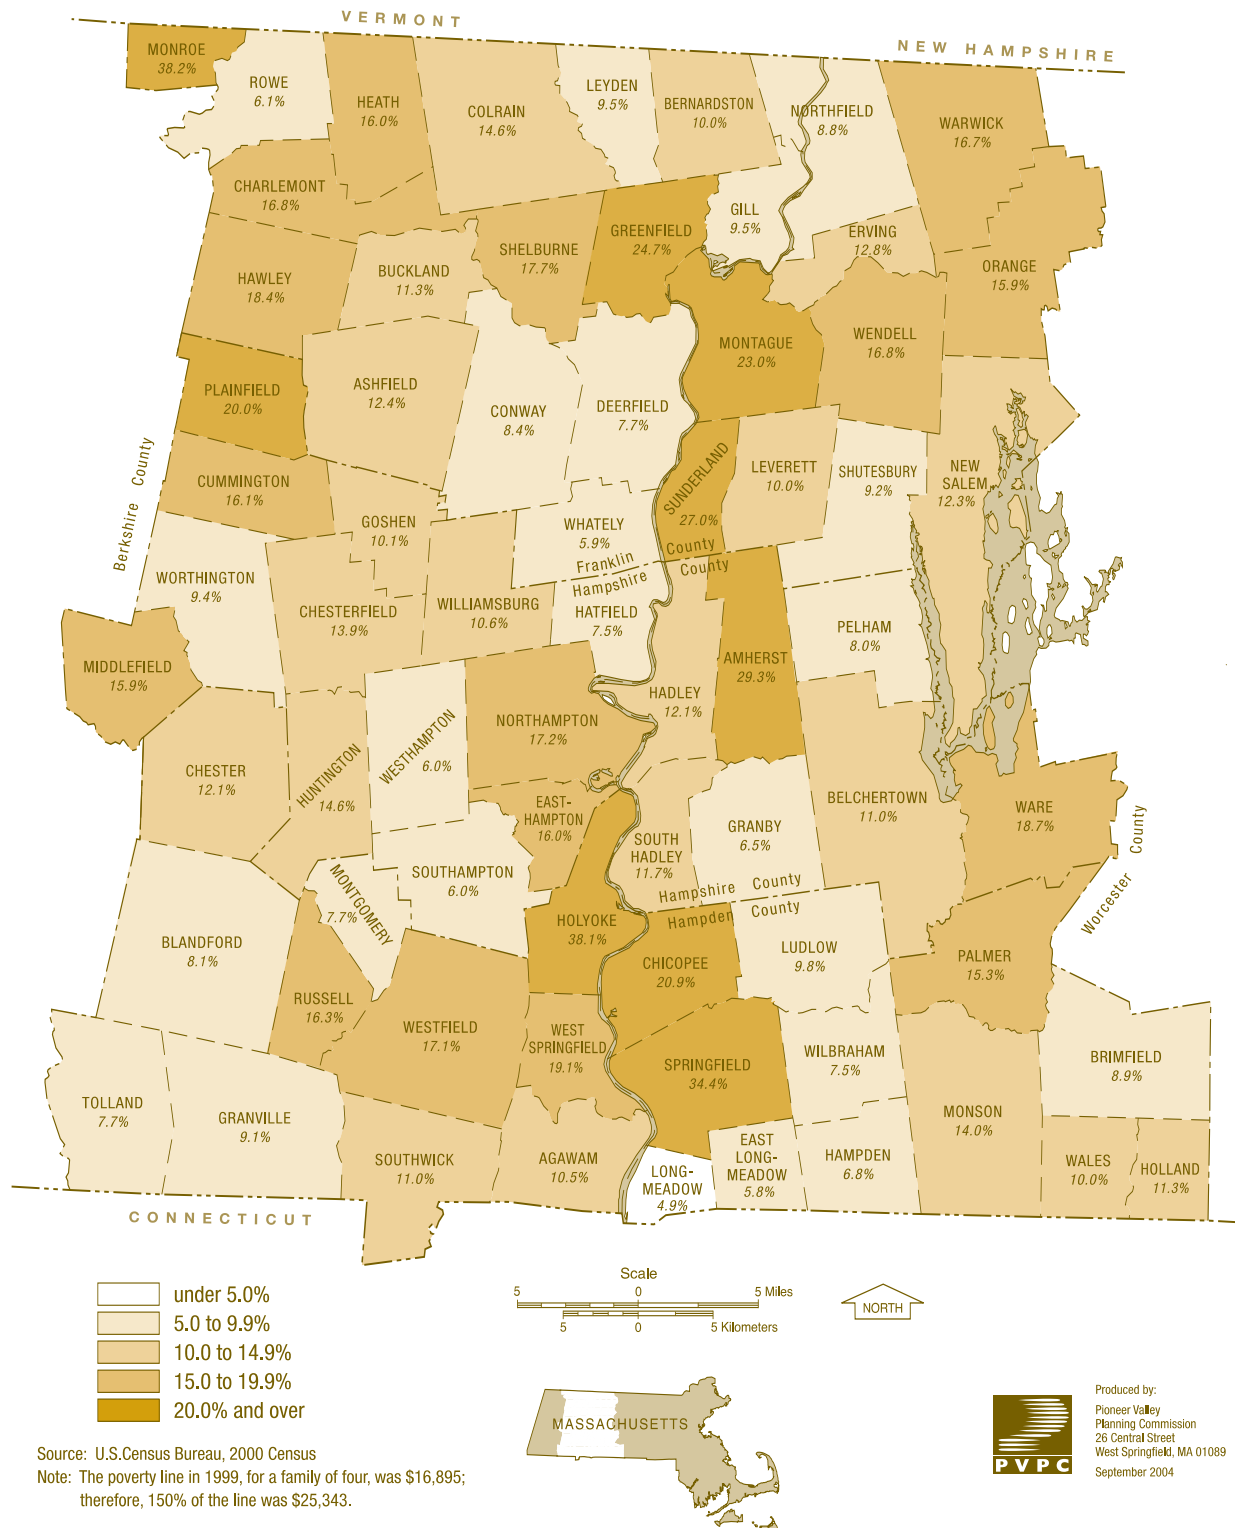 VERMONT
NEW HAMPSHIRE
MONROE
38.2%
ROWE
6.1%
HEATH
16.0%
COLRAIN
14.6%
LEYDEN
9.5%
BERNARDSTON
10.0%
NORTHFIELD
8.8%
WARWICK
16.7%
CHARLEMONT
16.8%
SHELBURNE
17.7%
GREENFIELD
24.7%
GILL
9.5%
ERVING
12.8%
ORANGE
15.9%
HAWLEY
18.4%
BUCKLAND
11.3%
MONTAGUE
23.0%
WENDELL
16.8%
PLAINFIELD
20.0%
ASHFIELD
12.4%
CONWAY
8.4%
DEERFIELD
7.7%
SUNDERLAND
27.0%
LEVERETT
10.0%
SHUTESBURY
9.2%
NEW
SALEM
12.3%
Berkshire County
CUMMINGTON
16.1%
GOSHEN
10.1%
WHATELY
5.9%
Franklin County
Hampshire County
WORTHINGTON
9.4%
CHESTERFIELD
13.9%
WILLIAMSBURG
10.6%
HATFIELD
7.5%
PELHAM
8.0%
MIDDLEFIELD
15.9%
AMHERST
29.3%
HADLEY
12.1%
NORTHAMPTON
17.2%
WESTHAMPTON
6.0%
CHESTER
12.1%
HUNTINGTON
14.6%
EAST-
HAMPTON
16.0%
SOUTH
HADLEY
11.7%
GRANBY
6.5%
BELCHERTOWN
11.0%
WARE
18.7%
Worcester County
SOUTHAMPTON
6.0%
MONTGOMERY
7.7%
Hampshire County
Hampden County
HOLYOKE
38.1%
BLANDFORD
8.1%
CHICOPEE
20.9%
LUDLOW
9.8%
PALMER
15.3%
RUSSELL
16.3%
WESTFIELD
17.1%
WEST
SPRINGFIELD
19.1%
SPRINGFIELD
34.4%
WILBRAHAM
7.5%
BRIMFIELD
8.9%
TOLLAND
7.7%
GRANVILLE
9.1%
SOUTHWICK
11.0%
AGAWAM
10.5%
LONG-
MEADOW
4.9%
EAST
LONG-
MEADOW
5.8%
HAMPDEN
6.8%
MONSON
14.0%
WALES
10.0%
HOLLAND
11.3%
CONNECTICUT
under 5.0%
5.0 to 9.9%
10.0 to 14.9%
15.0 to 19.9%
20.0% and over
Scale
5 0 5 Miles
5 0 5 Kilometers
NORTH
MASSACHUSETTS
Source: U.S.Census Bureau, 2000 Census
Note: The poverty line in 1999, for a family of four, was $16,895;
therefore, 150% of the line was $25,343.
PVPC
Produced by:
Pioneer Valley
Planning Commission
26 Central Street
West Springfield, MA 01089
September 2004